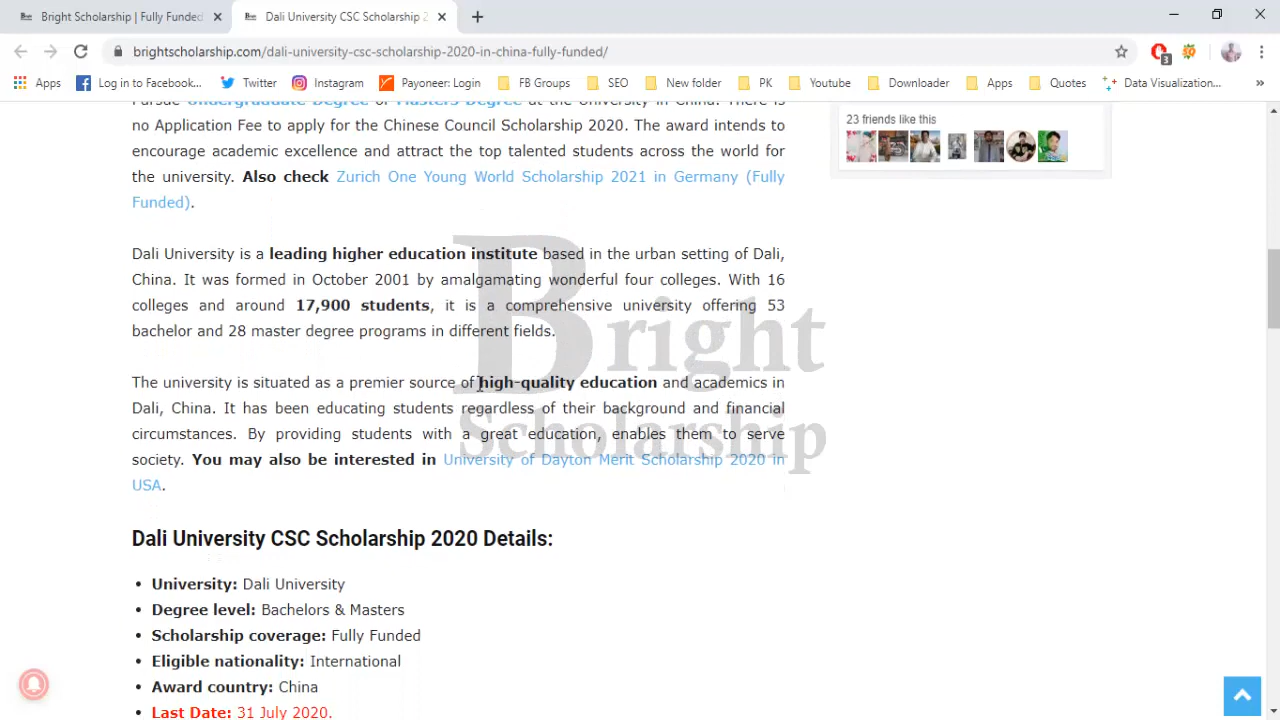 Bright Scholarship | Fully Funded
Dali University CSC Scholarship 2
brightscholarship.com/dali-university-csc-scholarship-2020-in-china-fully-funded/
3
Apps
Log in to Facebook...
Twitter
Instagram
Payoneer: Login
FB Groups
SEO
New folder
PK
Youtube
Downloader
Apps
Quotes
Data Visualization...
»
Pursue Undergraduate Degree or Masters Degree at the University in China. There is
no Application Fee to apply for the Chinese Council Scholarship 2020. The award intends to
encourage academic excellence and attract the top talented students across the world for
the university. Also check Zurich One Young World Scholarship 2021 in Germany (Fully
Funded).
Dali University is a leading higher education institute based in the urban setting of Dali,
China. It was formed in October 2001 by amalgamating wonderful four colleges. With 16
colleges and around 17,900 students, it is a comprehensive university offering 53
bachelor and 28 master degree programs in different fields.
The university is situated as a premier source of high-quality education and academics in
Dali, China. It has been educating students regardless of their background and financial
circumstances. By providing students with a great education, enables them to serve
society. You may also be interested in University of Dayton Merit Scholarship 2020 in
USA.
Dali University CSC Scholarship 2020 Details:
• University: Dali University
• Degree level: Bachelors & Masters
• Scholarship coverage: Fully Funded
• Eligible nationality: International
• Award country: China
• Last Date: 31 July 2020.
23 friends like this
Bright
Scholarship